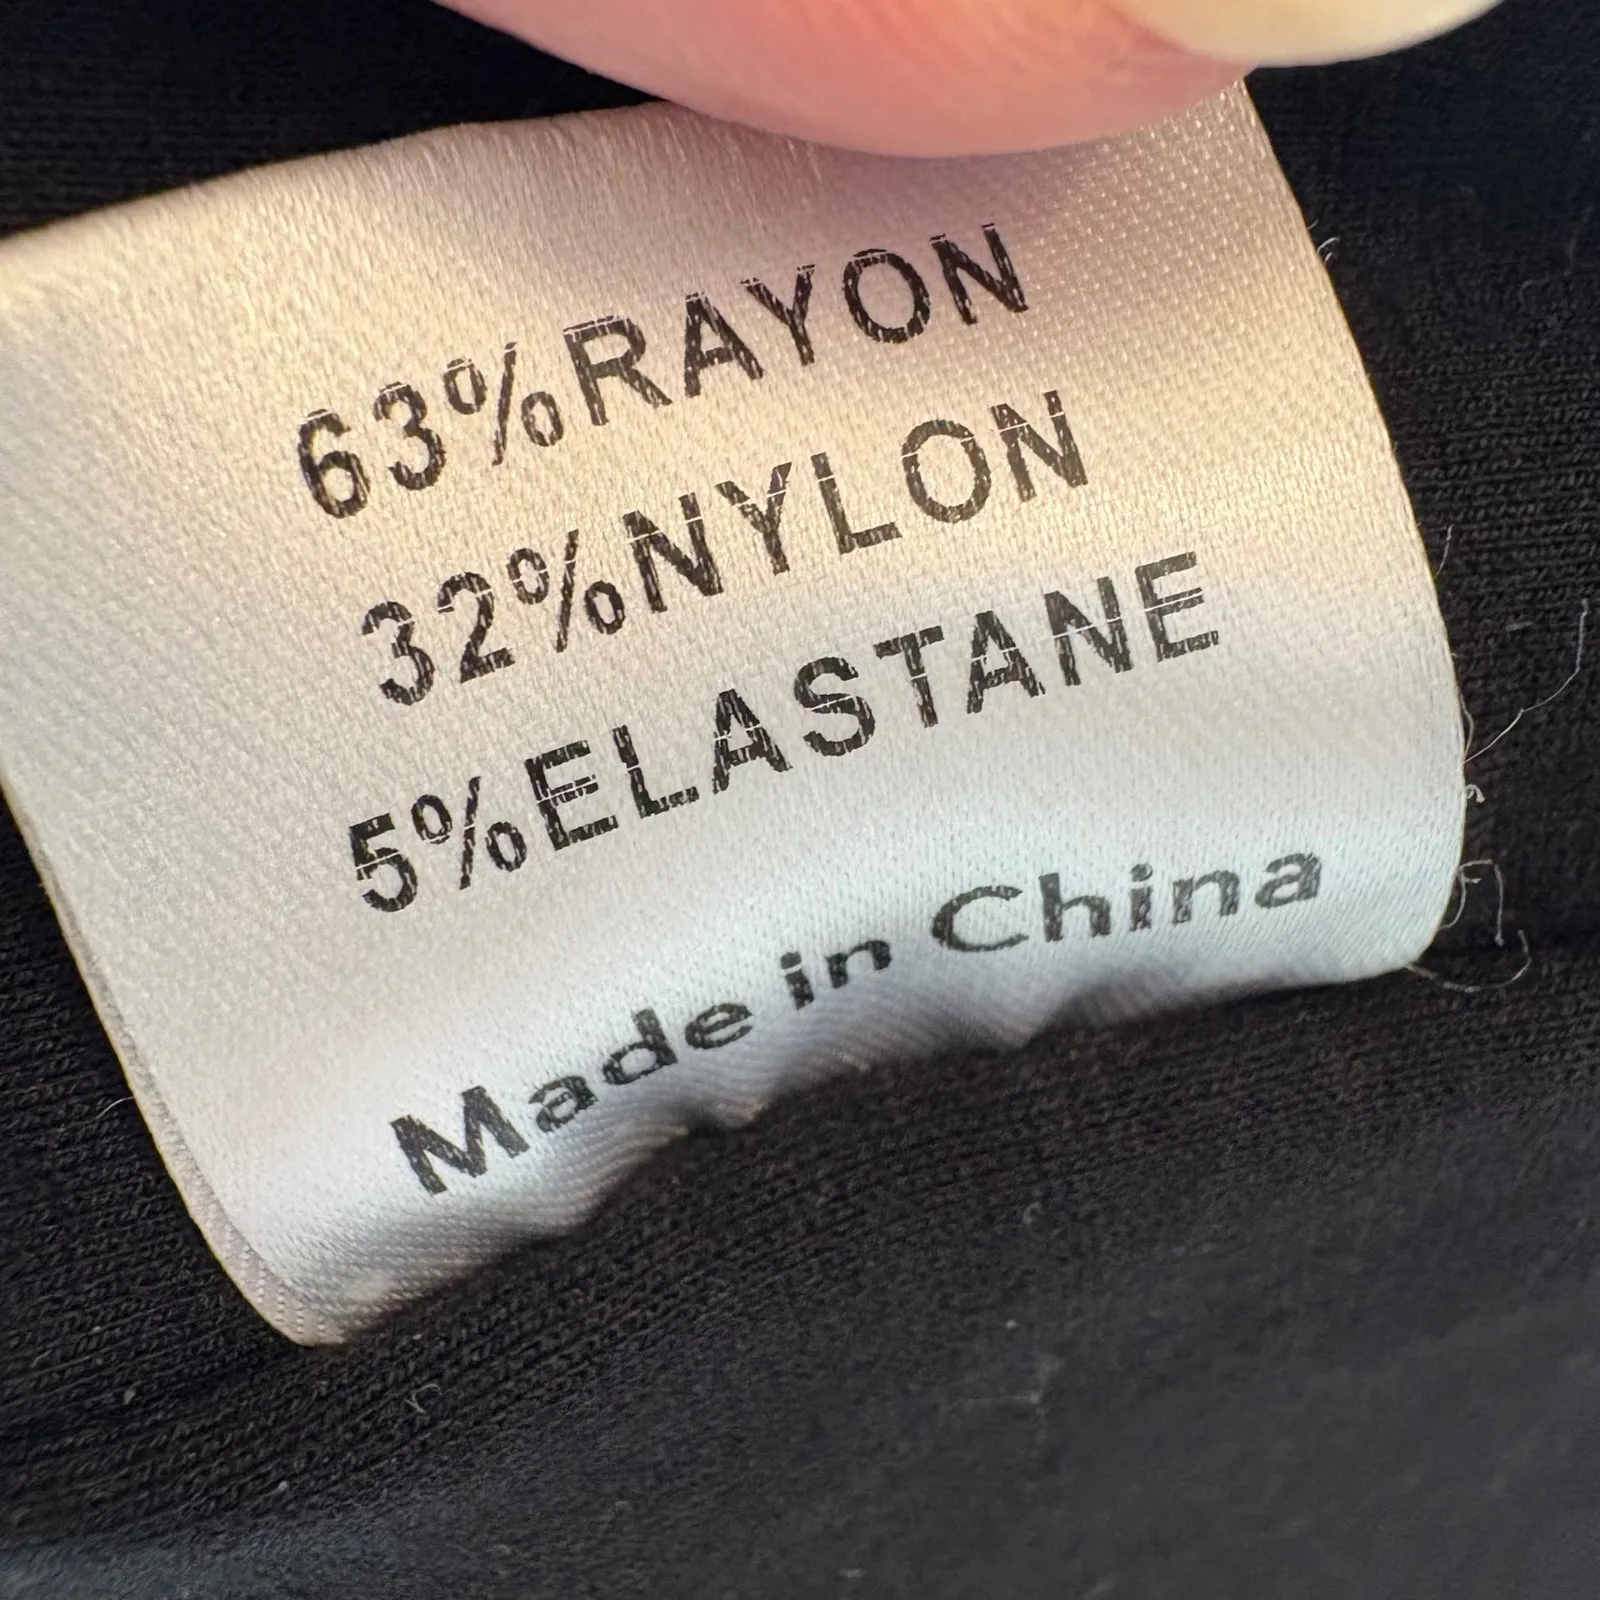 63%RAYON
32%NYLON
5%ELASTANE
Made in China